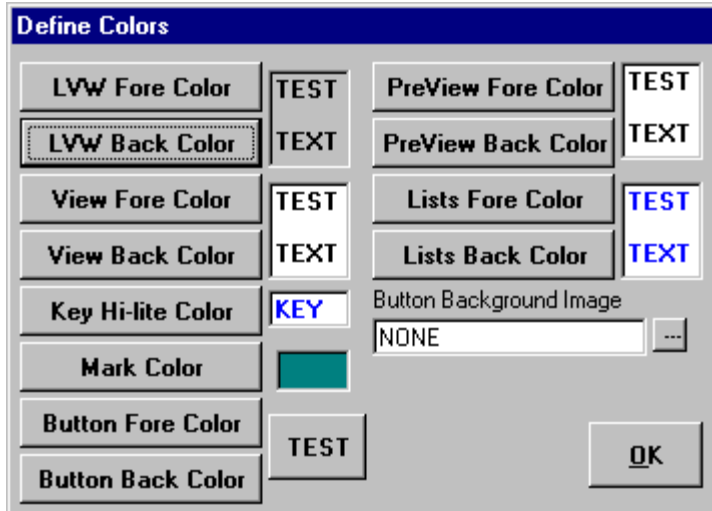 Define Colors
LVW Fore Color
TEST
LVW Back Color
TEXT
View Fore Color
TEST
View Back Color
TEXT
Key Hi-lite Color
KEY
Mark Color
Button Fore Color
Button Back Color
TEST
PreView Fore Color
TEST
PreView Back Color
TEXT
Lists Fore Color
TEST
Lists Back Color
TEXT
Button Background Image
NONE
...
OK